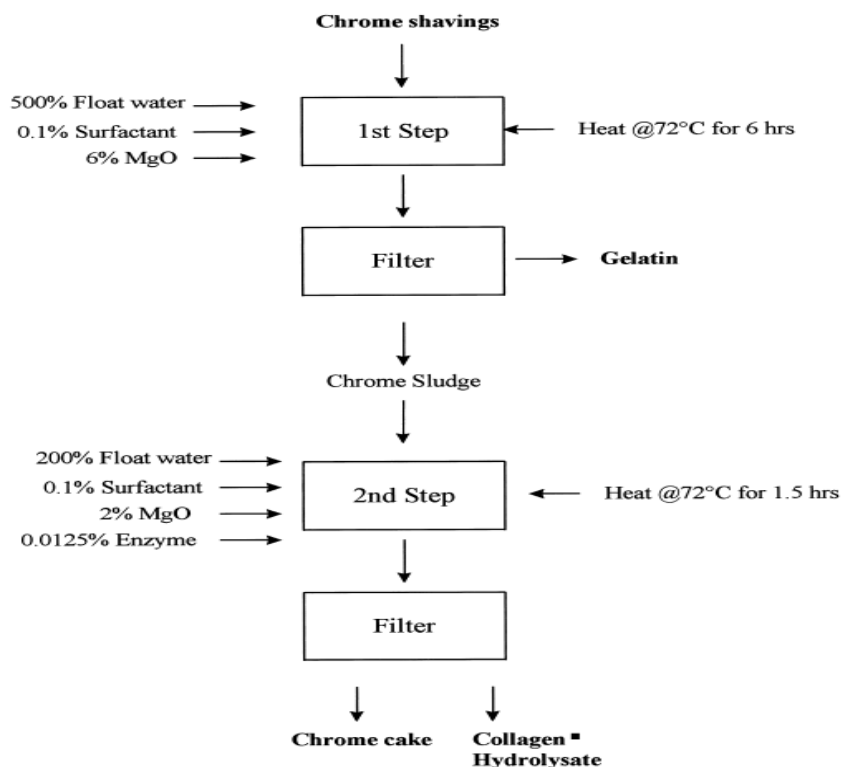 Chrome shavings
500% Float water
0.1% Surfactant
6% MgO
1st Step
Heat @72°C for 6 hrs
Filter
Gelatin
Chrome Sludge
200% Float water
0.1% Surfactant
2% MgO
0.0125% Enzyme
2nd Step
Heat @72°C for 1.5 hrs
Filter
Chrome cake
Collagen
Hydrolysate